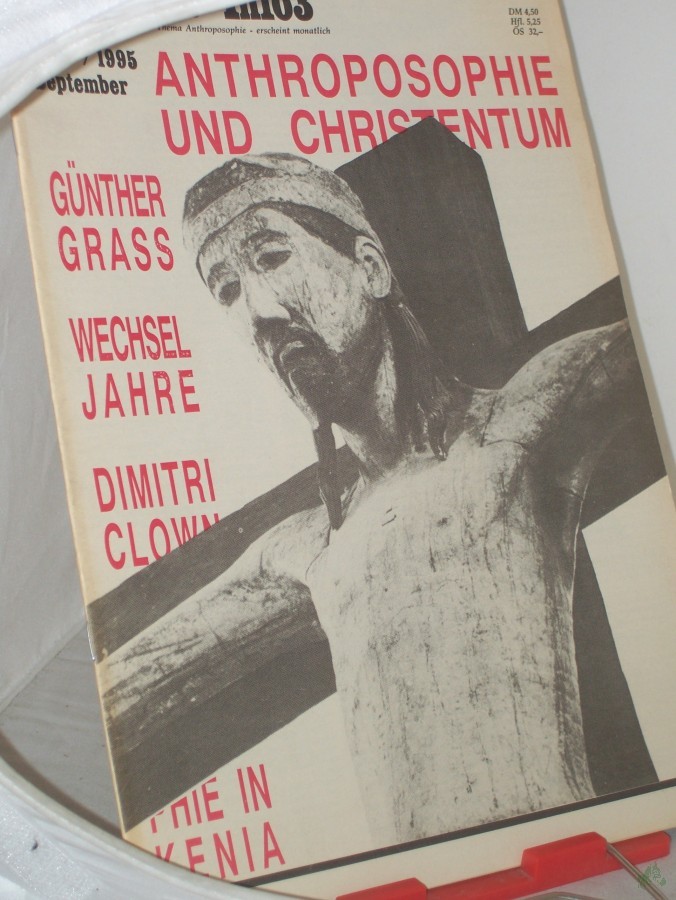 Info3
Thema Anthroposophie - erscheint monatlich
DM 4,50
Hfl. 5,25
ÖS 32,–
/ 1995
September
ANTHROPOSOPHIE
UND CHRISTENTUM
GÜNTHER
GRASS
WECHSEL
JAHRE
DIMITRI
CLOWN
PHIE IN
KENIA